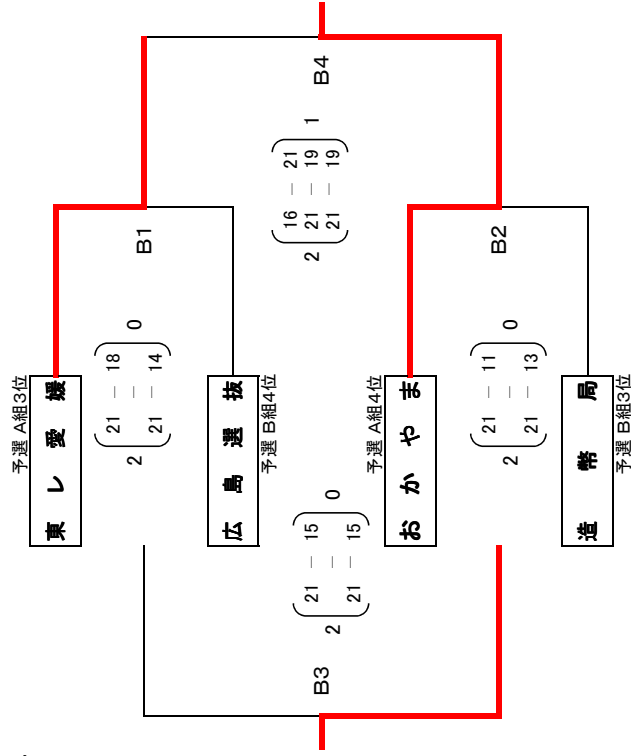 予選 A組3位
東レ愛媛
B1
2
21 － 18
－
21 － 14
0
広島選抜
予選 B組4位
B3
2
21 － 15
－
21 － 15
0
B4
2
16 － 21
21 － 19
21 － 19
1
予選 A組4位
おかやま
B2
2
21 － 11
－
21 － 13
0
造幣局
予選 B組3位